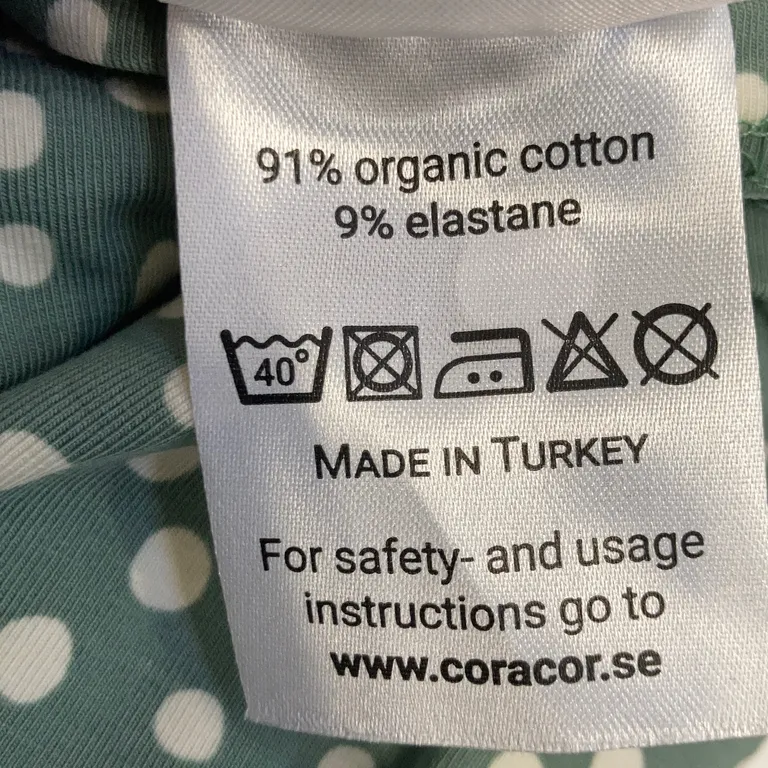 91% organic cotton
9% elastane
40°
MADE IN TURKEY
For safety- and usage
instructions go to
www.coracor.se